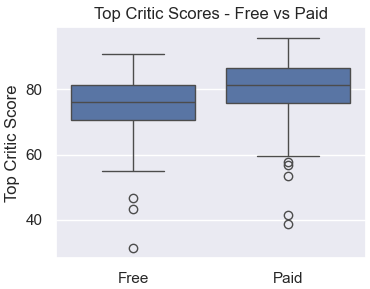 Top Critic Scores - Free vs Paid
Top Critic Score
80
60
40
Free
Paid